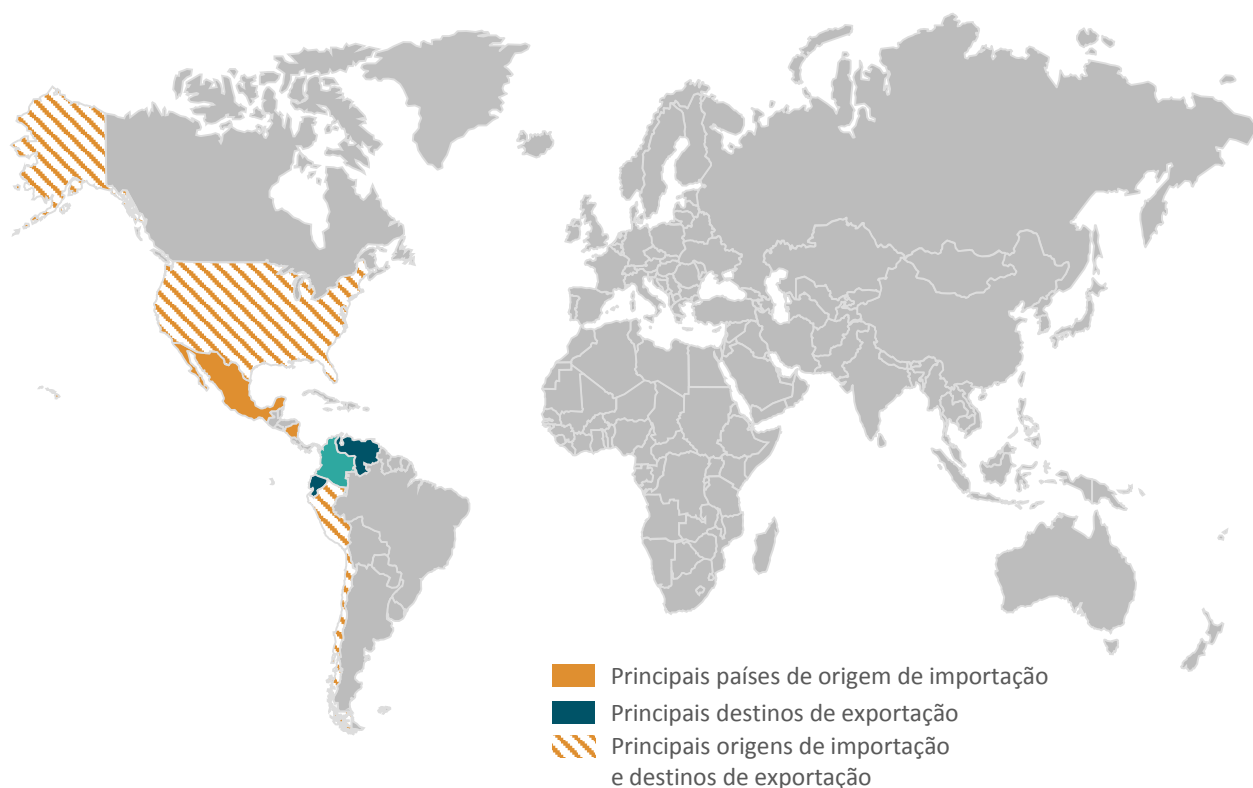 Principais países de origem de importação
Principais destinos de exportação
Principais origens de importação
e destinos de exportação